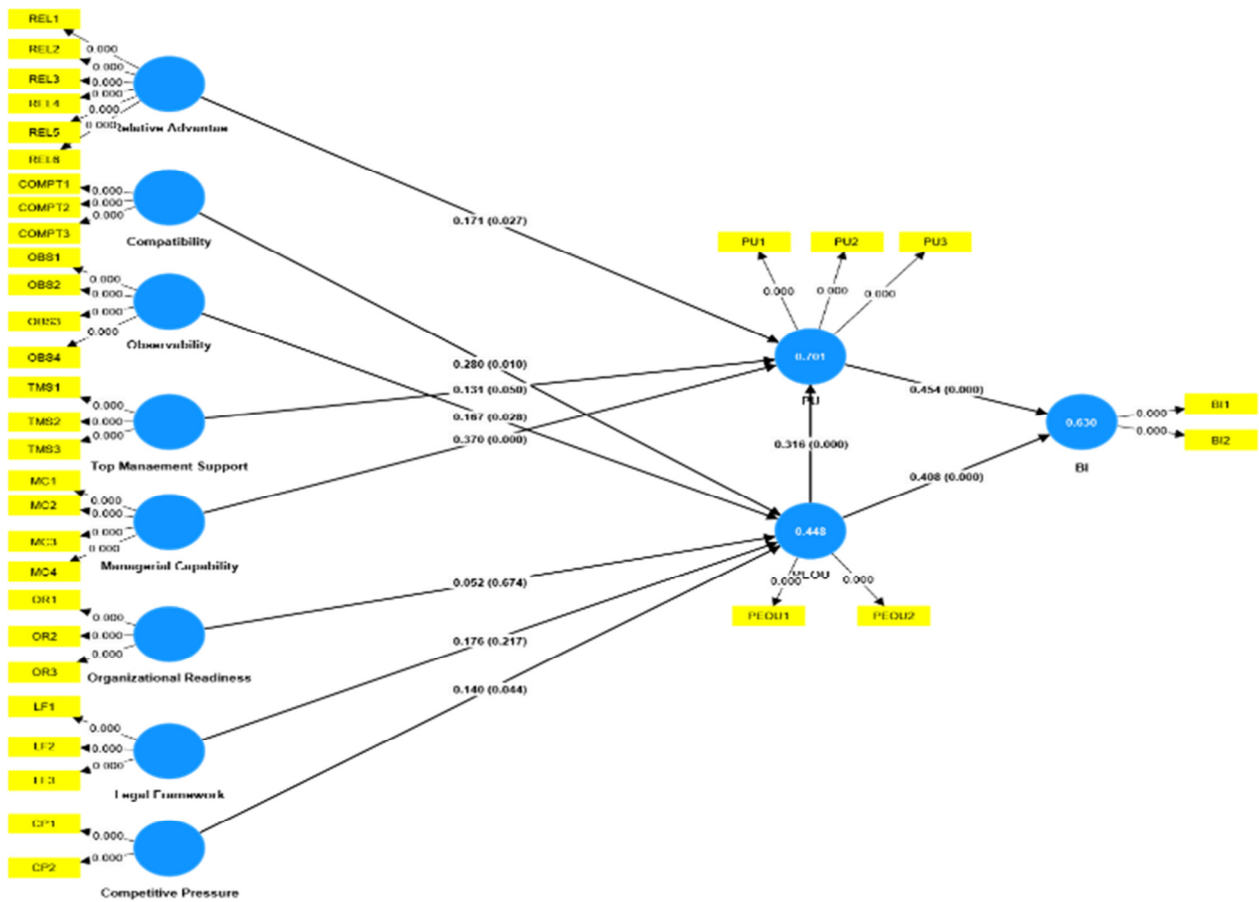 REL1
0.000
REL2
0.000
REL3
0.000
REL4
0.000
REL5
0.000
REL6
0.000
Relative Advantae
COMPT1
0.000
COMPT2
0.000
COMPT3
0.000
Compatibility
OBS1
0.000
OBS2
0.000
OBS3
0.000
OBS4
0.000
Observability
TMS1
0.000
TMS2
0.000
TMS3
0.000
Top Manaement Support
MC1
0.000
MC2
0.000
MC3
0.000
MC4
0.000
Managerial Capability
OR1
0.000
OR2
0.000
OR3
0.000
Organizational Readiness
LF1
0.000
LF2
0.000
LF3
0.000
Legal Framework
CP1
0.000
CP2
0.000
Competitive Pressure
0.171 (0.027)
0.280 (0.010)
0.131 (0.050)
0.167 (0.028)
0.370 (0.000)
0.052 (0.674)
0.176 (0.217)
0.140 (0.044)
PU1
PU2
PU3
0.000
0.000
0.000
0.701
PU
0.316 (0.000)
0.448
PEOU
0.000
0.000
PEOU1
PEOU2
0.454 (0.000)
0.408 (0.000)
0.630
BI
0.000
BI1
0.000
BI2